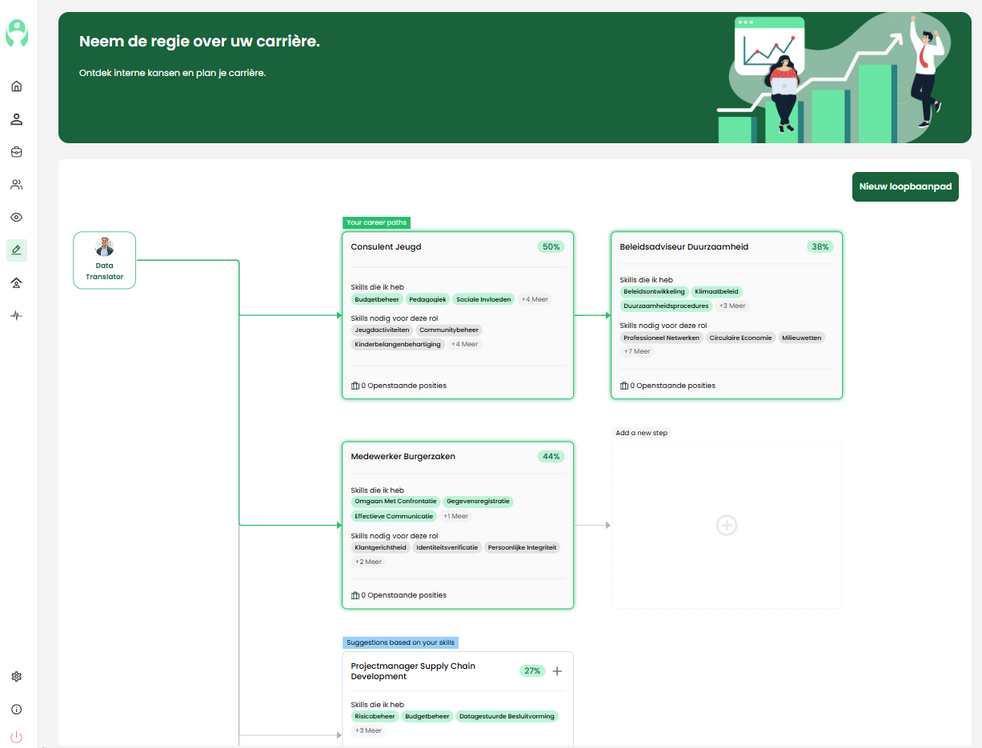 Neem de regie over uw carrière.
Ontdek interne kansen en plan je carrière.
Nieuw loopbaanpad
Data
Translator
Your career paths
Consulent Jeugd
50%
Skills die ik heb
Budgetbeheer Pedagogiek Sociale Invloeden +4 Meer
Skills nodig voor deze rol
Jeugdactiviteiten Communitybeheer
Kinderbelangenbehartiging +4 Meer
0 Openstaande posities
Beleidsadviseur Duurzaamheid
38%
Skills die ik heb
Beleidsontwikkeling Klimaatbeleid
Duurzaamheidsprocedures +3 Meer
Skills nodig voor deze rol
Professioneel Netwerken Circulaire Economie Milieuwetten
+7 Meer
0 Openstaande posities
Medewerker Burgerzaken
44%
Skills die ik heb
Omgaan Met Confrontatie Gegevensregistratie
Effectieve Communicatie +1 Meer
Skills nodig voor deze rol
Klantgerichtheid Identiteitsverificatie Persoonlijke Integriteit
+2 Meer
0 Openstaande posities
Add a new step
Suggestions based on your skills
Projectmanager Supply Chain
Development
27%
Skills die ik heb
Risicobeheer Budgetbeheer Datagestuurde Besluitvorming
+3 Meer